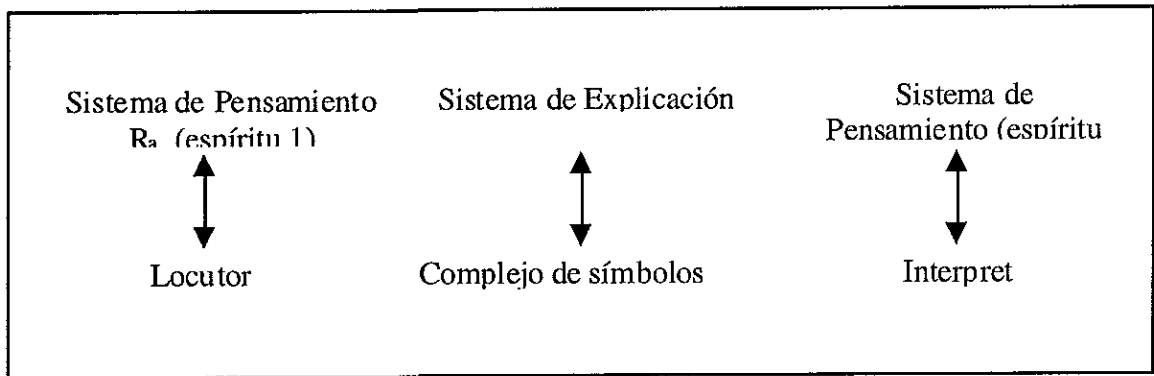 Sistema de Pensamiento
Ra (espíritu 1)
Sistema de Explicación
Sistema de
Pensamiento (espíritu
Locutor
Complejo de símbolos
Interpret